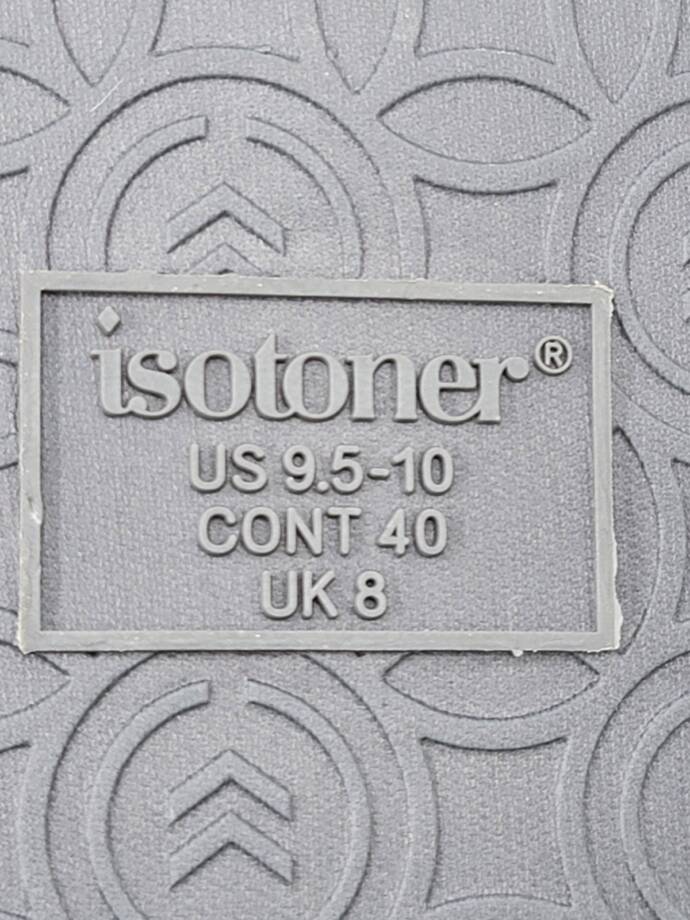 isotoner®
US 9.5-10
CONT 40
UK 8